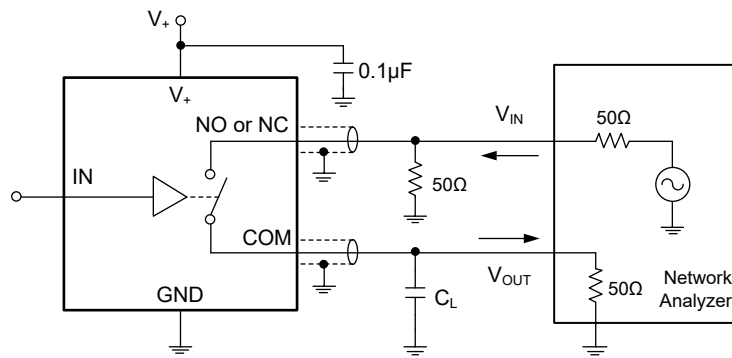 V+
0.1μF
V+
NO or NC
VIN
50Ω
50Ω
IN
COM
VOUT
50Ω
Network
Analyzer
CL
GND